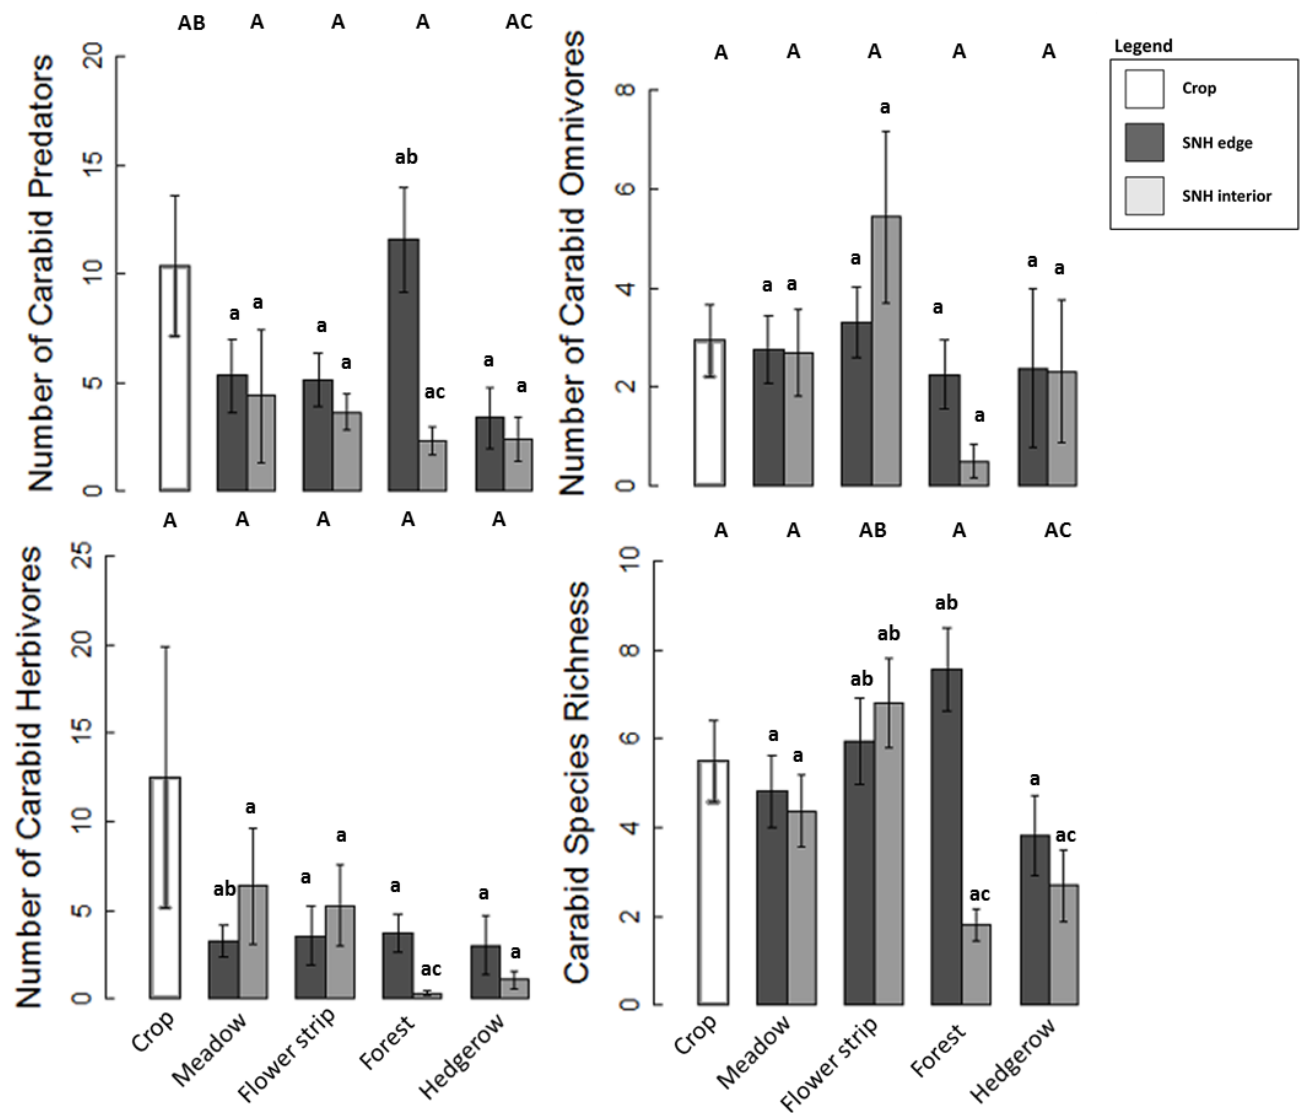 AB A A A AC
Number of Carabid Predators
20
15
10
5
0
a a a a ab ac a a
A A A A A
Number of Carabid Omnivores
8
6
4
2
0
a a a a a a a a
Legend
Crop
SNH edge
SNH interior
A A A A A
Number of Carabid Herbivores
25
20
15
10
5
0
ab a a a a ac a a
Crop
Meadow
Flower strip
Forest
Hedgerow
A A AB A AC
Carabid Species Richness
10
8
6
4
2
0
a a ab ab ab ac a ac
Crop
Meadow
Flower strip
Forest
Hedgerow